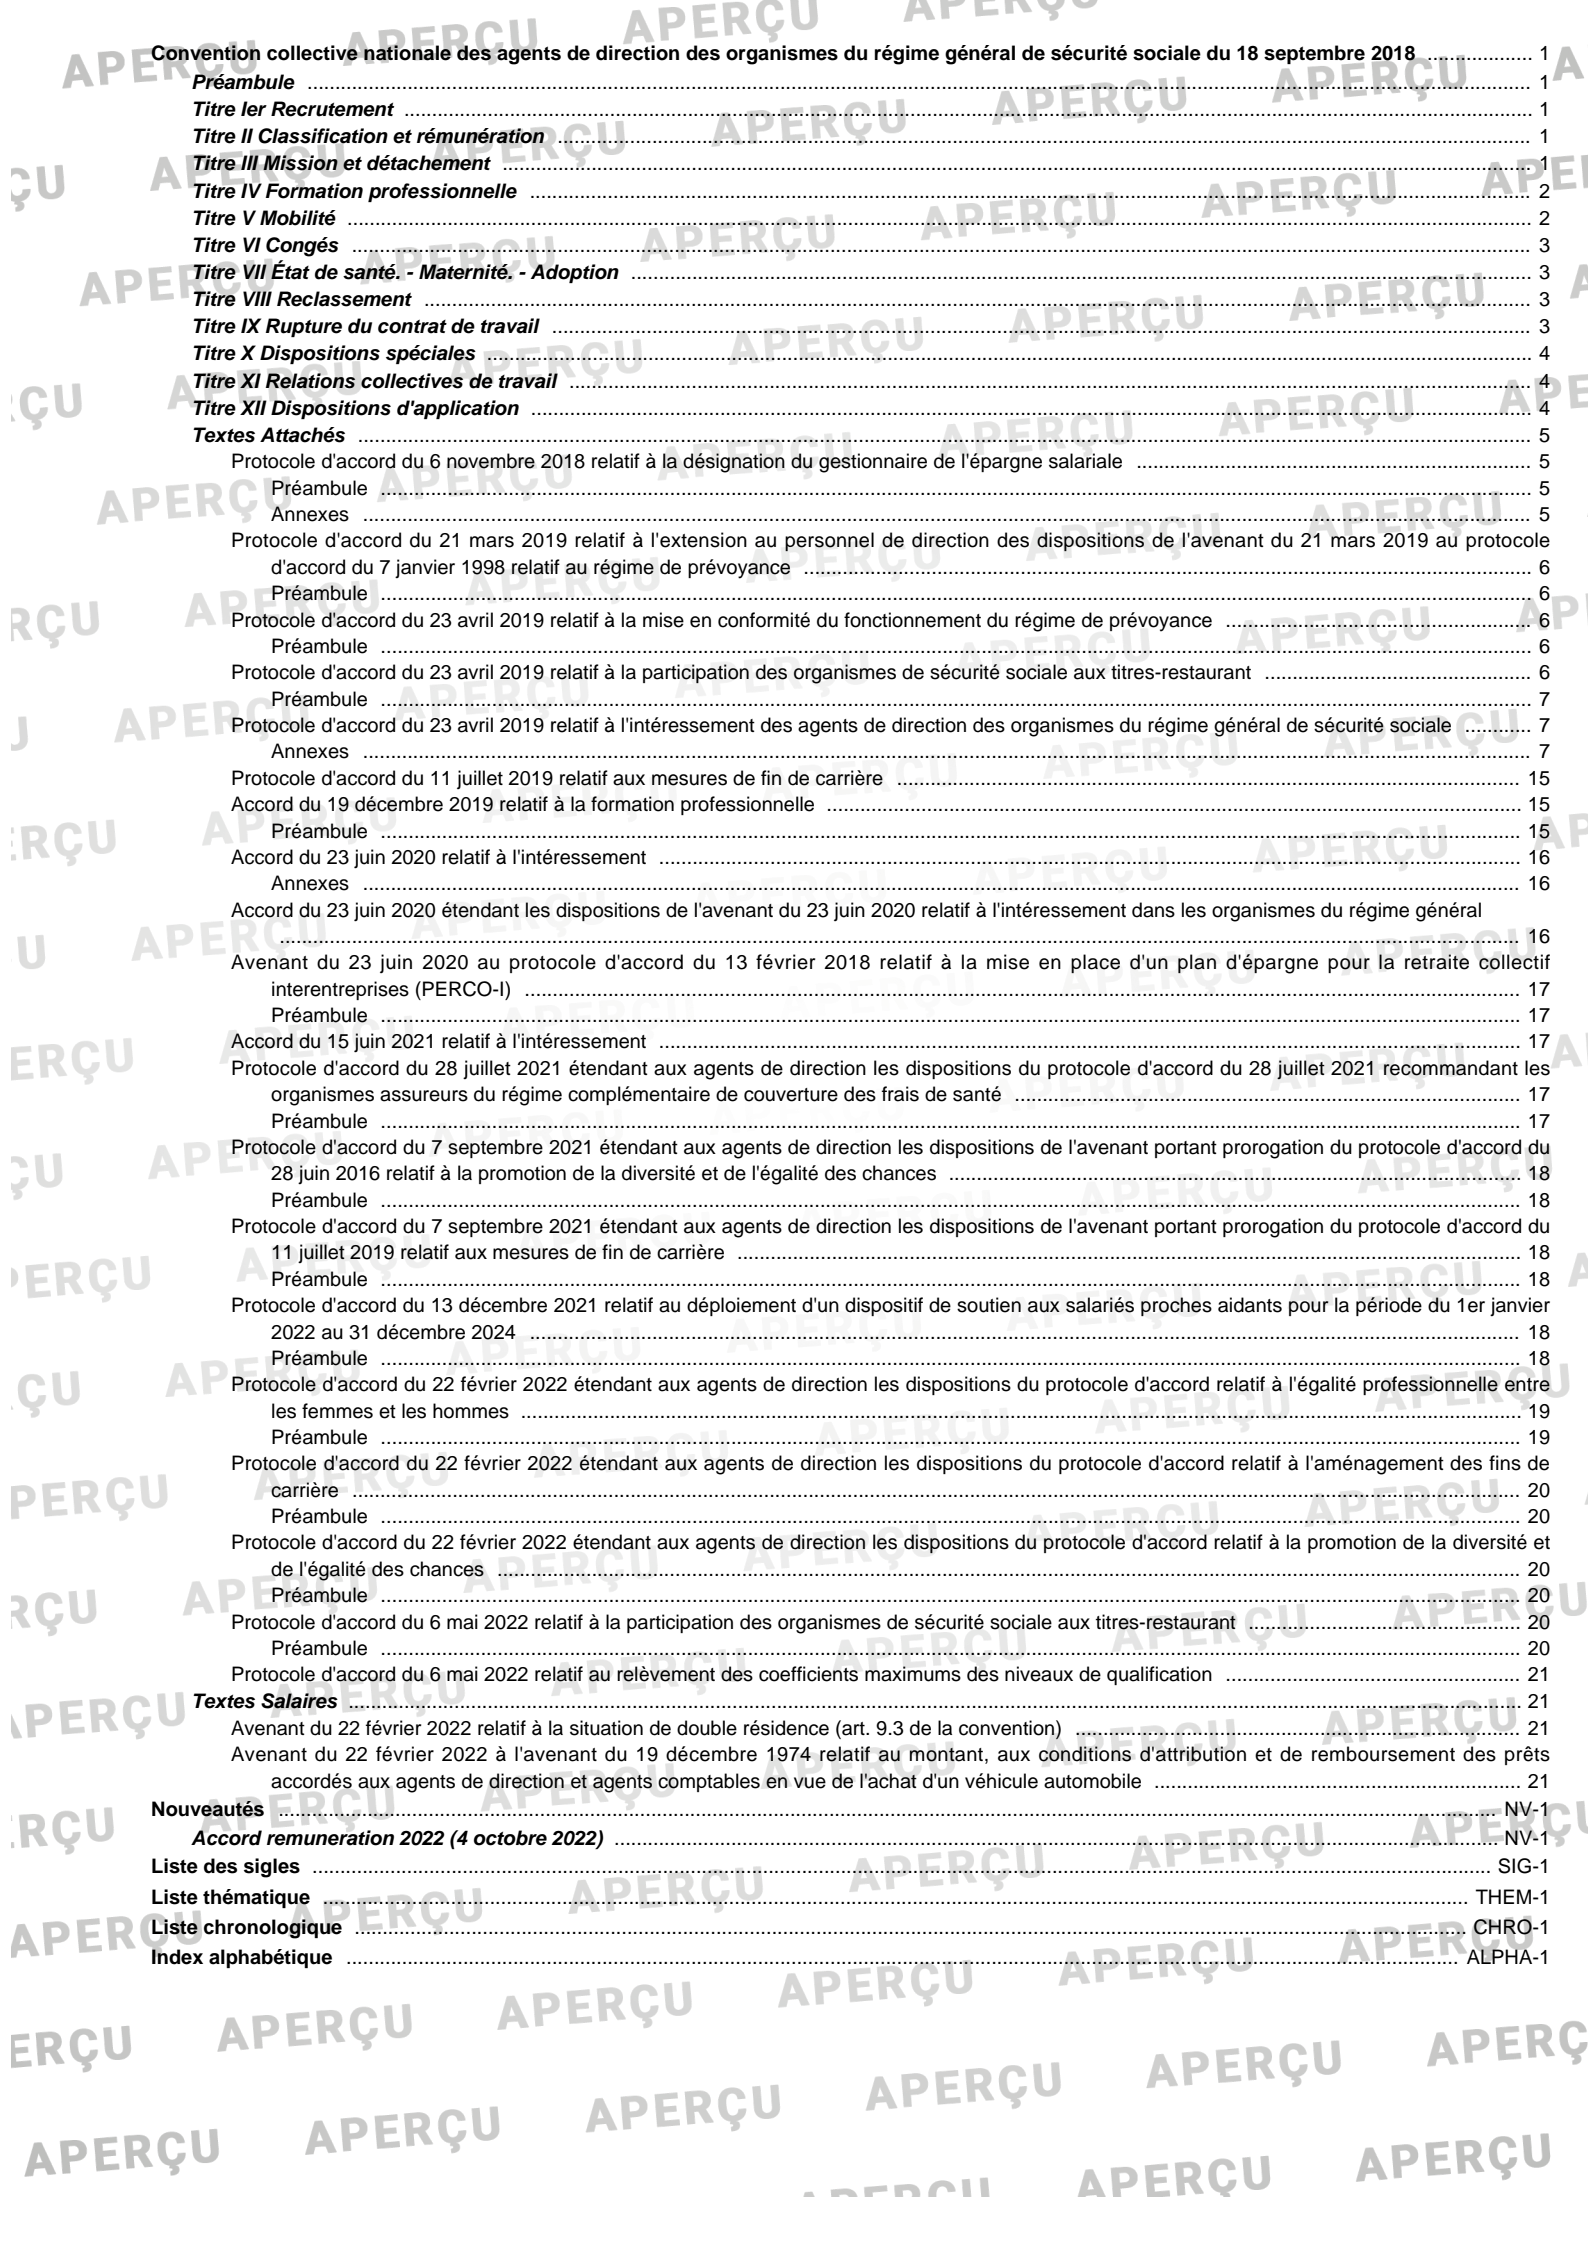 Convention collective nationale des agents de direction des organismes du régime général de sécurité sociale du 18 septembre 2018 ... 1
Préambule ... 1
Titre Ier Recrutement ... 1
Titre II Classification et rémunération ... 1
Titre III Mission et détachement ... 1
Titre IV Formation professionnelle ... 2
Titre V Mobilité ... 2
Titre VI Congés ... 3
Titre VII État de santé. - Maternité. - Adoption ... 3
Titre VIII Reclassement ... 3
Titre IX Rupture du contrat de travail ... 3
Titre X Dispositions spéciales ... 4
Titre XI Relations collectives de travail ... 4
Titre XII Dispositions d'application ... 4
Textes Attachés ... 5
Protocole d'accord du 6 novembre 2018 relatif à la désignation du gestionnaire de l'épargne salariale ... 5
Préambule ... 5
Annexes ... 5
Protocole d'accord du 21 mars 2019 relatif à l'extension au personnel de direction des dispositions de l'avenant du 21 mars 2019 au protocole
d'accord du 7 janvier 1998 relatif au régime de prévoyance ... 6
Préambule ... 6
Protocole d'accord du 23 avril 2019 relatif à la mise en conformité du fonctionnement du régime de prévoyance ... 6
Préambule ... 6
Protocole d'accord du 23 avril 2019 relatif à la participation des organismes de sécurité sociale aux titres-restaurant ... 6
Préambule ... 7
Protocole d'accord du 23 avril 2019 relatif à l'intéressement des agents de direction des organismes du régime général de sécurité sociale ... 7
Annexes ... 7
Protocole d'accord du 11 juillet 2019 relatif aux mesures de fin de carrière ... 15
Accord du 19 décembre 2019 relatif à la formation professionnelle ... 15
Préambule ... 15
Accord du 23 juin 2020 relatif à l'intéressement ... 16
Annexes ... 16
Accord du 23 juin 2020 étendant les dispositions de l'avenant du 23 juin 2020 relatif à l'intéressement dans les organismes du régime général
... 16
Avenant du 23 juin 2020 au protocole d'accord du 13 février 2018 relatif à la mise en place d'un plan d'épargne pour la retraite collectif
interentreprises (PERCO-I) ... 17
Préambule ... 17
Accord du 15 juin 2021 relatif à l'intéressement ... 17
Protocole d'accord du 28 juillet 2021 étendant aux agents de direction les dispositions du protocole d'accord du 28 juillet 2021 recommandant les
organismes assureurs du régime complémentaire de couverture des frais de santé ... 17
Préambule ... 17
Protocole d'accord du 7 septembre 2021 étendant aux agents de direction les dispositions de l'avenant portant prorogation du protocole d'accord du
28 juin 2016 relatif à la promotion de la diversité et de l'égalité des chances ... 18
Préambule ... 18
Protocole d'accord du 7 septembre 2021 étendant aux agents de direction les dispositions de l'avenant portant prorogation du protocole d'accord du
11 juillet 2019 relatif aux mesures de fin de carrière ... 18
Préambule ... 18
Protocole d'accord du 13 décembre 2021 relatif au déploiement d'un dispositif de soutien aux salariés proches aidants pour la période du 1er janvier
2022 au 31 décembre 2024 ... 18
Préambule ... 18
Protocole d'accord du 22 février 2022 étendant aux agents de direction les dispositions du protocole d'accord relatif à l'égalité professionnelle entre
les femmes et les hommes ... 19
Préambule ... 19
Protocole d'accord du 22 février 2022 étendant aux agents de direction les dispositions du protocole d'accord relatif à l'aménagement des fins de
carrière ... 20
Préambule ... 20
Protocole d'accord du 22 février 2022 étendant aux agents de direction les dispositions du protocole d'accord relatif à la promotion de la diversité et
de l'égalité des chances ... 20
Préambule ... 20
Protocole d'accord du 6 mai 2022 relatif à la participation des organismes de sécurité sociale aux titres-restaurant ... 20
Préambule ... 20
Protocole d'accord du 6 mai 2022 relatif au relèvement des coefficients maximums des niveaux de qualification ... 21
Textes Salaires ... 21
Avenant du 22 février 2022 relatif à la situation de double résidence (art. 9.3 de la convention) ... 21
Avenant du 22 février 2022 à l'avenant du 19 décembre 1974 relatif au montant, aux conditions d'attribution et de remboursement des prêts
accordés aux agents de direction et agents comptables en vue de l'achat d'un véhicule automobile ... 21
Nouveautés ... NV-1
Accord remuneration 2022 (4 octobre 2022) ... NV-1
Liste des sigles ... SIG-1
Liste thématique ... THEM-1
Liste chronologique ... CHRO-1
Index alphabétique ... ALPHA-1
APERÇU